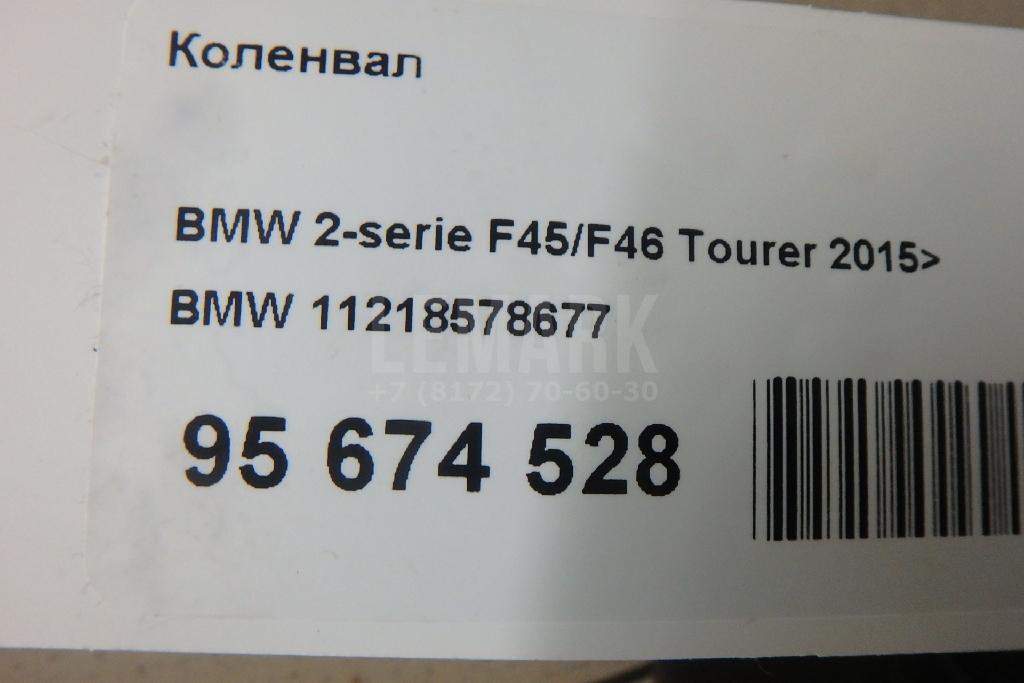 Коленвал
BMW 2-serie F45/F46 Tourer 2015>
BMW 11218578677
LEMARK
+7 (8172) 70-60-30
95 674 528